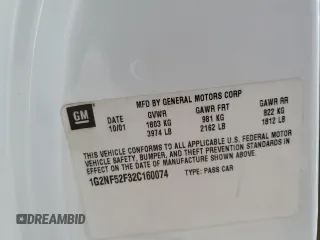 MFD BY GENERAL MOTORS CORP
GM
DATE GVWR GAWR FRT GAWR RR
10/01 1803 KG 981 KG 822 KG
3974 LB 2162 LB 1812 LB
THIS VEHICLE CONFORMS TO ALL APPLICABLE U.S. FEDERAL MOTOR
VEHICLE SAFETY, BUMPER, AND THEFT PREVENTION STANDARDS IN
EFFECT ON THE DATE OF MANUFACTURE SHOWN ABOVE.
1G2NF52F32C160074 TYPE: PASS CAR
DREAMBID